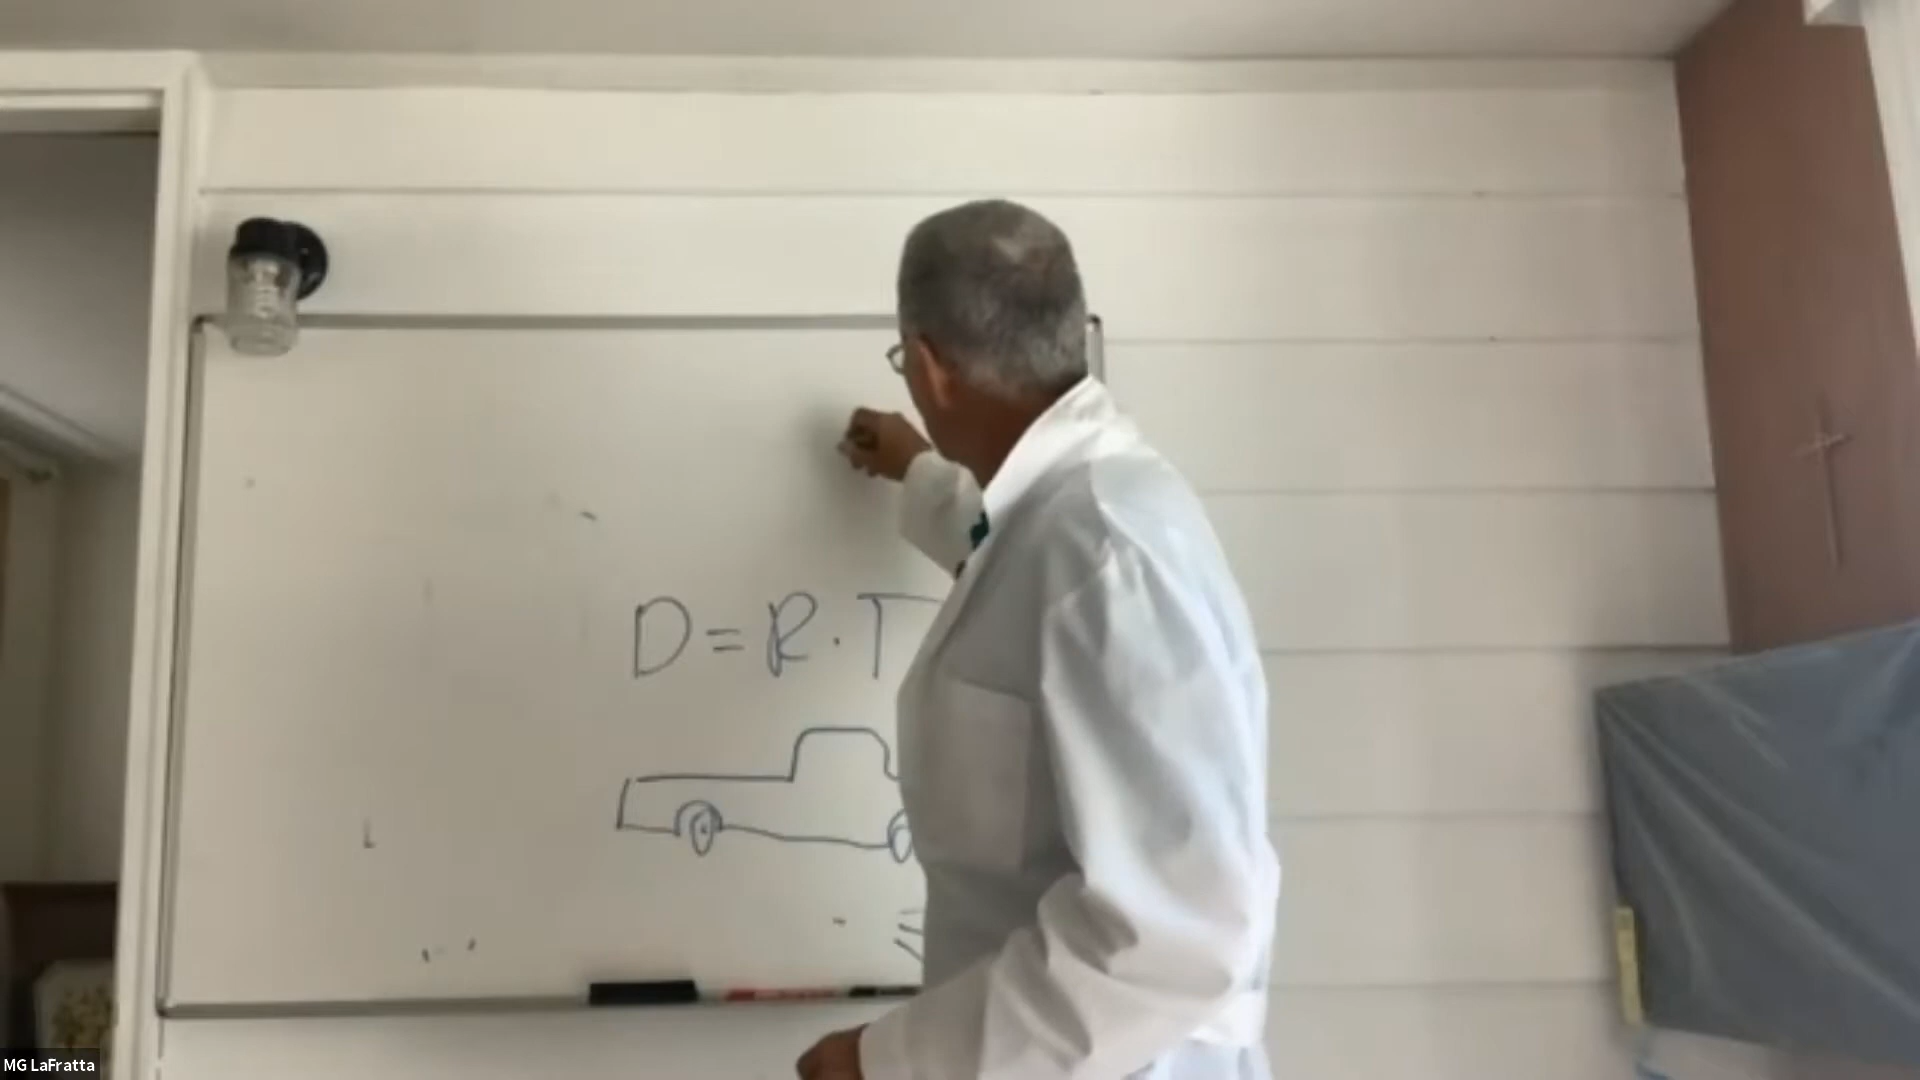 D = R · T
MG LaFratta